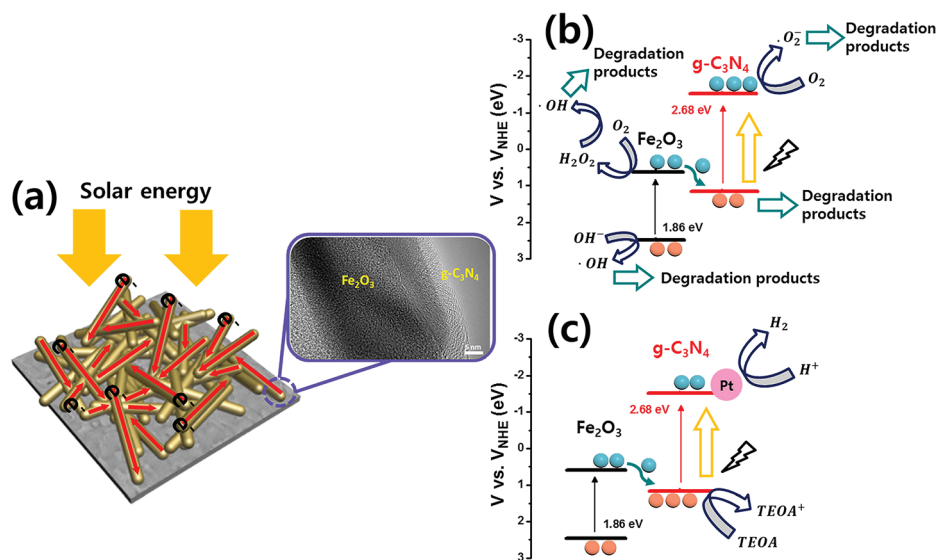 (a)
Solar energy
Fe₂O₃
g-C₃N₄
5 nm
e-
e-
e-
e-
e-
e-
e-
e-
(b)
V vs. V_NHE (eV)
-3
-2
-1
0
1
2
3
Degradation
products
· OH
H₂O₂
O₂
Fe₂O₃
g-C₃N₄
· O₂⁻
Degradation
products
O₂
2.68 eV
1.86 eV
OH⁻
· OH
Degradation
products
Degradation products
(c)
V vs. V_NHE (eV)
-3
-2
-1
0
1
2
3
g-C₃N₄
H₂
H⁺
Pt
2.68 eV
Fe₂O₃
1.86 eV
TEOA⁺
TEOA